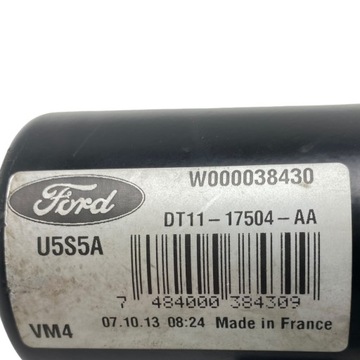 W000038430
Ford
DT11-17504-AA
U5S5A
7 484000 384309
VM4 07.10.13 08:24 Made in France